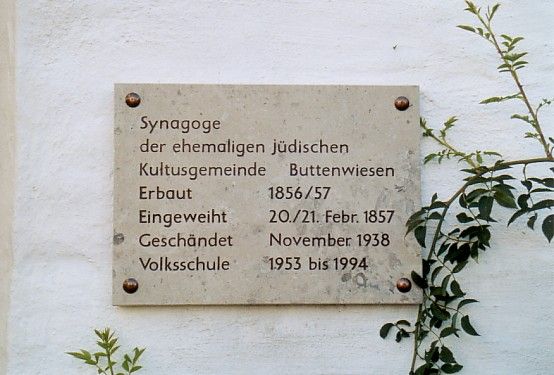 Synagoge
der ehemaligen jüdischen
Kultusgemeinde Buttenwiesen
Erbaut 1856/57
Eingeweiht 20./21. Febr. 1857
Geschändet November 1938
Volksschule 1953 bis 1994